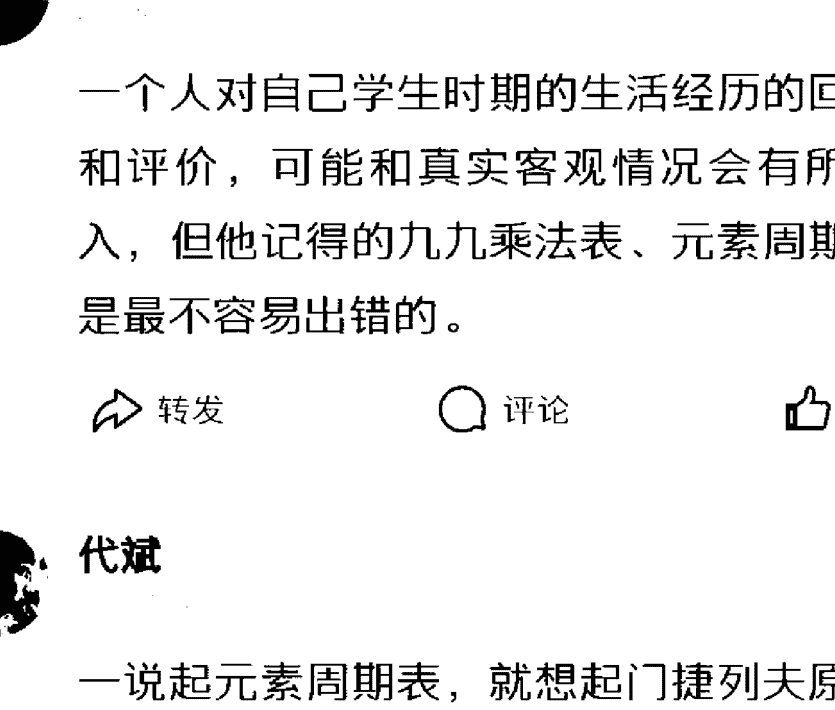 一个人对自己学生时期的生活经历的回
和评价，可能和真实客观情况会有所
入，但他记得的九九乘法表、元素周期
是最不容易出错的。
转发 评论
代斌
一说起元素周期表，就想起门捷列夫原